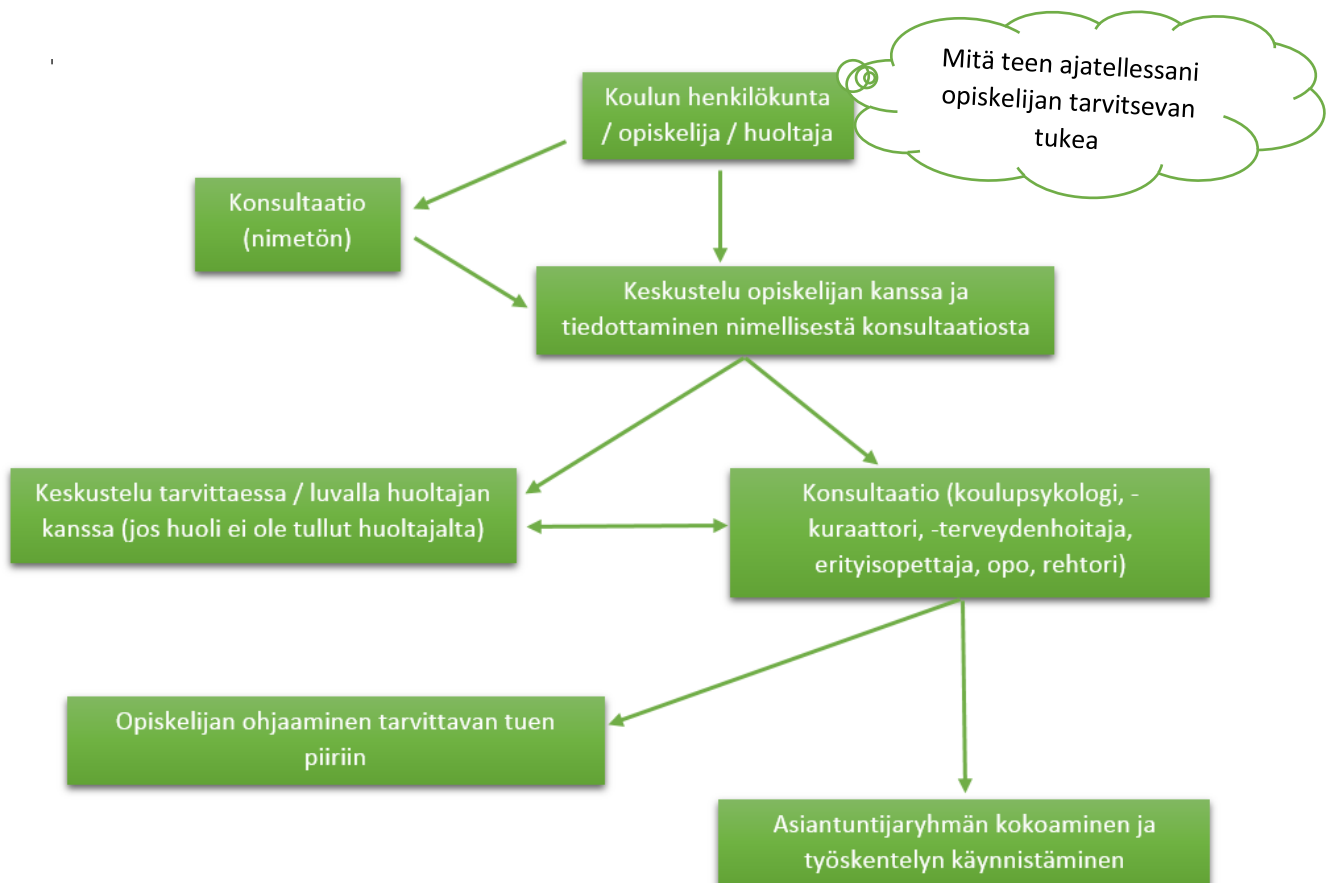 Mitä teen ajatellessani
opiskelijan tarvitsevan
tukea
Koulun henkilökunta
/ opiskelija / huoltaja
Konsultaatio
(nimetön)
Keskustelu opiskelijan kanssa ja
tiedottaminen nimellisestä konsultaatiosta
Keskustelu tarvittaessa / luvalla huoltajan
kanssa (jos huoli ei ole tullut huoltajalta)
Konsultaatio (koulupsykologi, -
kuraattori, -terveydenhoitaja,
erityisopettaja, opo, rehtori)
Opiskelijan ohjaaminen tarvittavan tuen
piiriin
Asiantuntijaryhmän kokoaminen ja
työskentelyn käynnistäminen